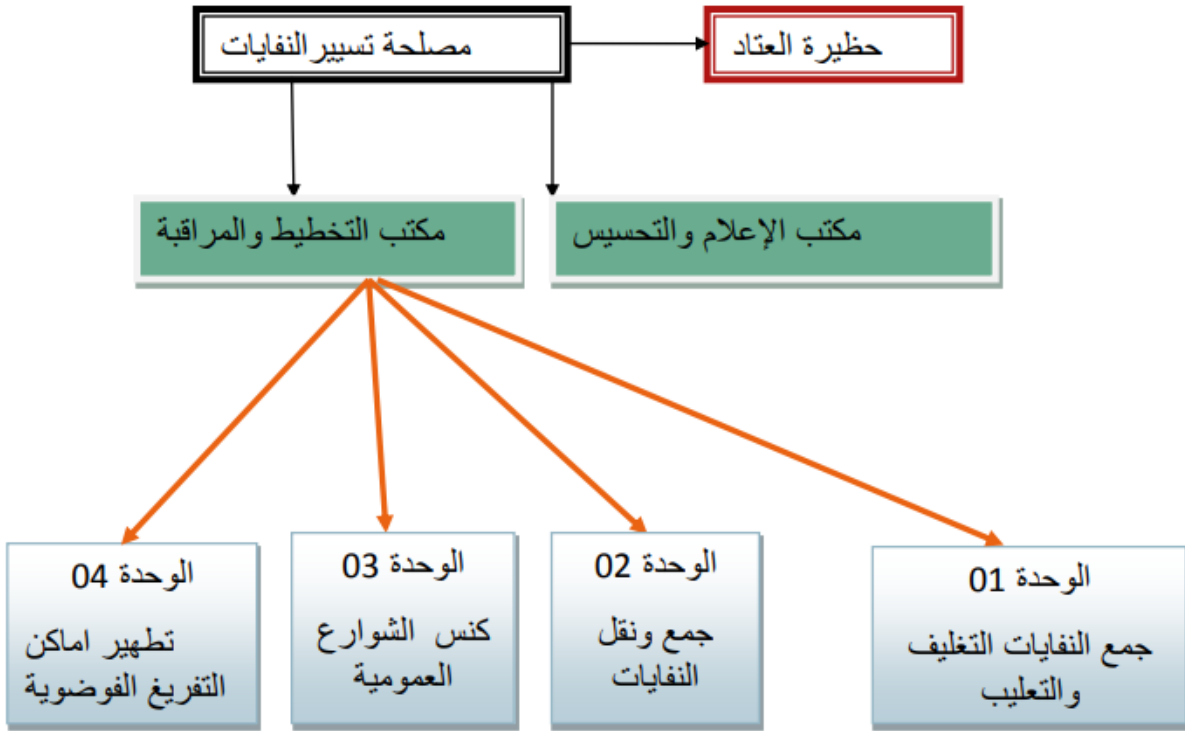 مصلحة تسيير النفايات
حظيرة العتاد
مكتب الإعلام والتحسيس
مكتب التخطيط والمراقبة
الوحدة 01
جمع النفايات التغليف
والتعليب
الوحدة 02
جمع ونقل
النفايات
الوحدة 03
كنس الشوارع
العمومية
الوحدة 04
تطهير اماكن
التفريغ الفوضوية